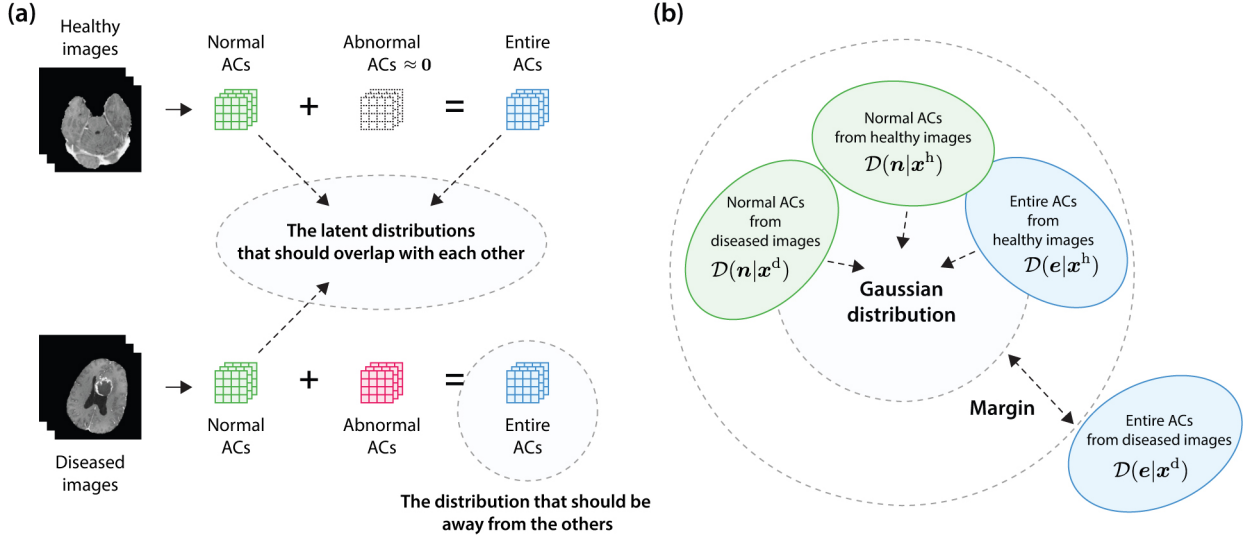 (a)
Healthy
images
Normal
ACs
+
Abnormal
ACs ≈ 0
=
Entire
ACs
The latent distributions
that should overlap with each other
Diseased
images
+
=
Normal
ACs
Abnormal
ACs
Entire
ACs
The distribution that should be
away from the others
(b)
Normal ACs
from healthy images
𝒟(n|xʰ)
Normal ACs
from
diseased images
𝒟(n|xᵈ)
Entire ACs
from
healthy images
𝒟(e|xʰ)
Gaussian
distribution
Margin
Entire ACs
from diseased images
𝒟(e|xᵈ)